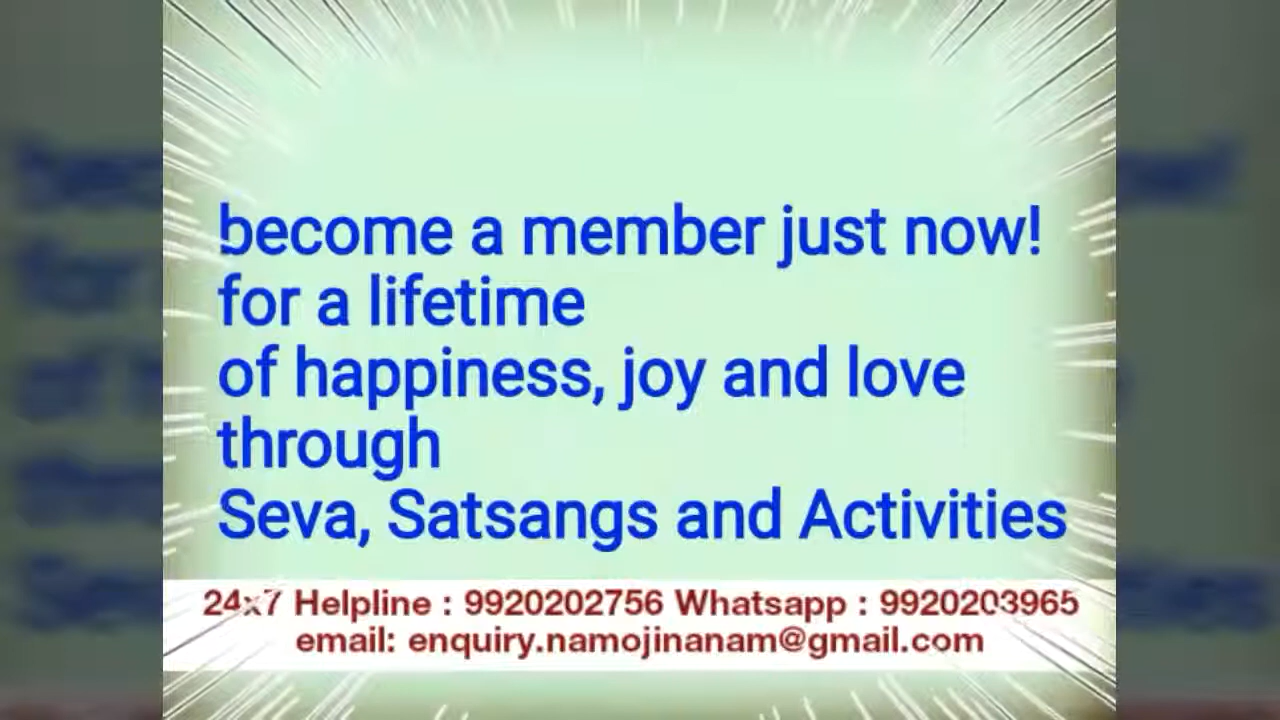 become a member just now!
for a lifetime
of happiness, joy and love
through
Seva, Satsangs and Activities
24x7 Helpline : 9920202756 Whatsapp : 9920203965
email: enquiry.namojinanam@gmail.com